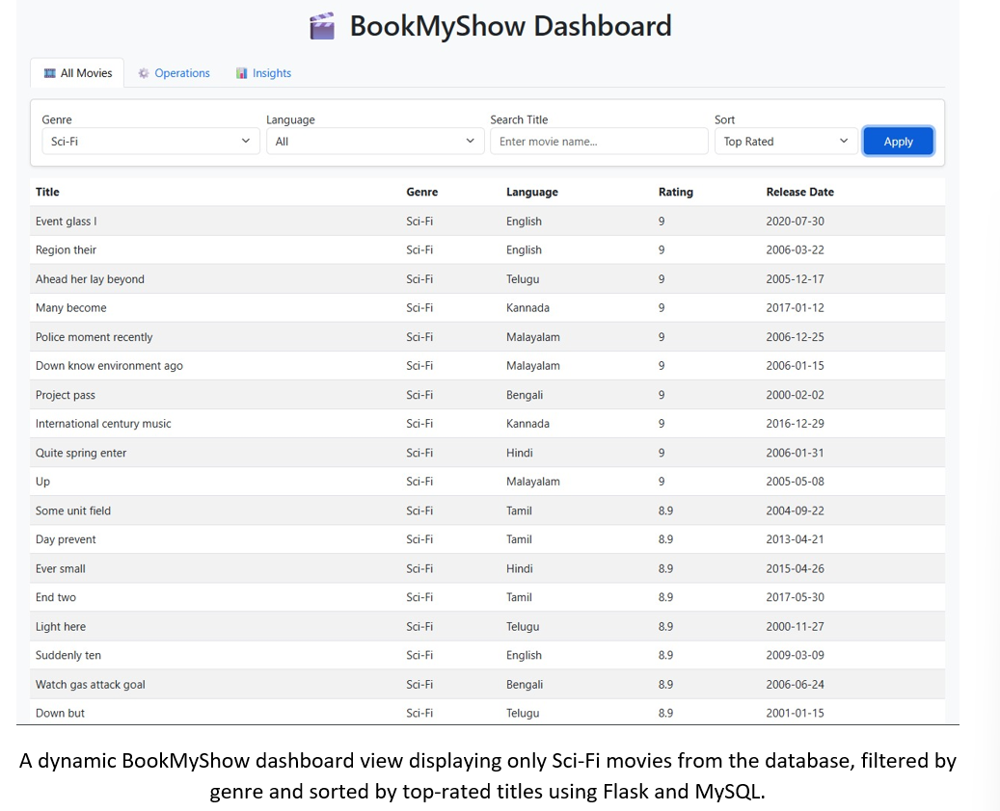 BookMyShow Dashboard
All Movies Operations Insights
Genre Language Search Title Sort
Sci-Fi All Enter movie name... Top Rated Apply
Title Genre Language Rating Release Date
Event glass I Sci-Fi English 9 2020-07-30
Region their Sci-Fi English 9 2006-03-22
Ahead her lay beyond Sci-Fi Telugu 9 2005-12-17
Many become Sci-Fi Kannada 9 2017-01-12
Police moment recently Sci-Fi Malayalam 9 2006-12-25
Down know environment ago Sci-Fi Malayalam 9 2006-01-15
Project pass Sci-Fi Bengali 9 2000-02-02
International century music Sci-Fi Kannada 9 2016-12-29
Quite spring enter Sci-Fi Hindi 9 2006-01-31
Up Sci-Fi Malayalam 9 2005-05-08
Some unit field Sci-Fi Tamil 8.9 2004-09-22
Day prevent Sci-Fi Tamil 8.9 2013-04-21
Ever small Sci-Fi Hindi 8.9 2015-04-26
End two Sci-Fi Tamil 8.9 2017-05-30
Light here Sci-Fi Telugu 8.9 2000-11-27
Suddenly ten Sci-Fi English 8.9 2009-03-09
Watch gas attack goal Sci-Fi Bengali 8.9 2006-06-24
Down but Sci-Fi Telugu 8.9 2001-01-15
A dynamic BookMyShow dashboard view displaying only Sci-Fi movies from the database, filtered by
genre and sorted by top-rated titles using Flask and MySQL.